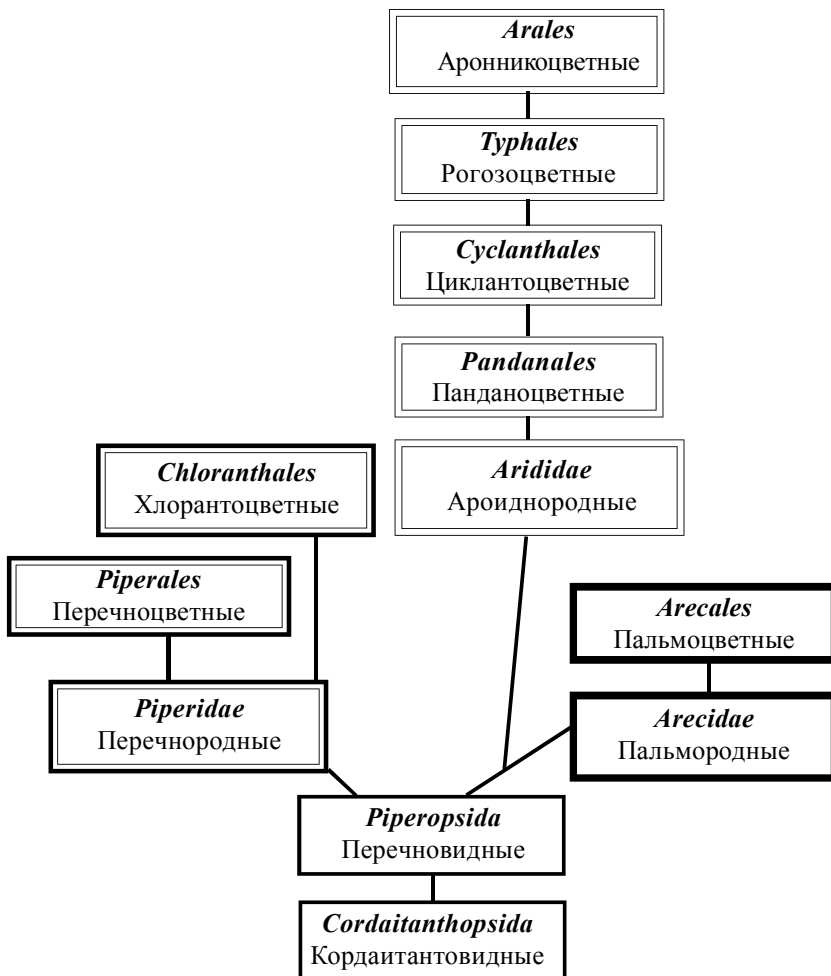 Arales
Аронникоцветные
Typhales
Рогозоцветные
Cyclanthales
Циклантоцветные
Pandanales
Панданоцветные
Chloranthales
Хлорантоцветные
Arididae
Ароиднородные
Piperales
Перечноцветные
Arecales
Пальмоцветные
Piperidae
Перечнородные
Arecidae
Пальмородные
Piperopsida
Перечновидные
Cordaitanthopsida
Кордаитантовидные